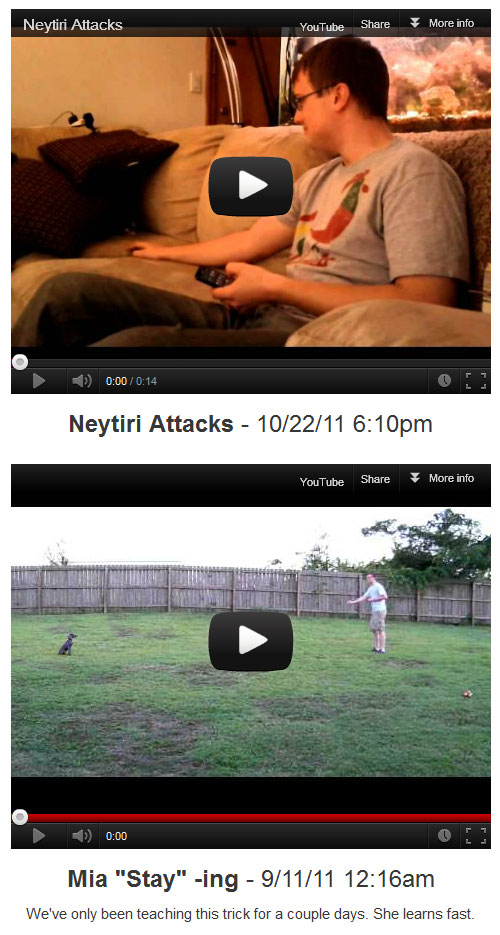 Neytiri Attacks YouTube Share More info
0:00 / 0:14
Neytiri Attacks - 10/22/11 6:10pm
YouTube Share More info
0:00
Mia "Stay" -ing - 9/11/11 12:16am
We've only been teaching this trick for a couple days. She learns fast.